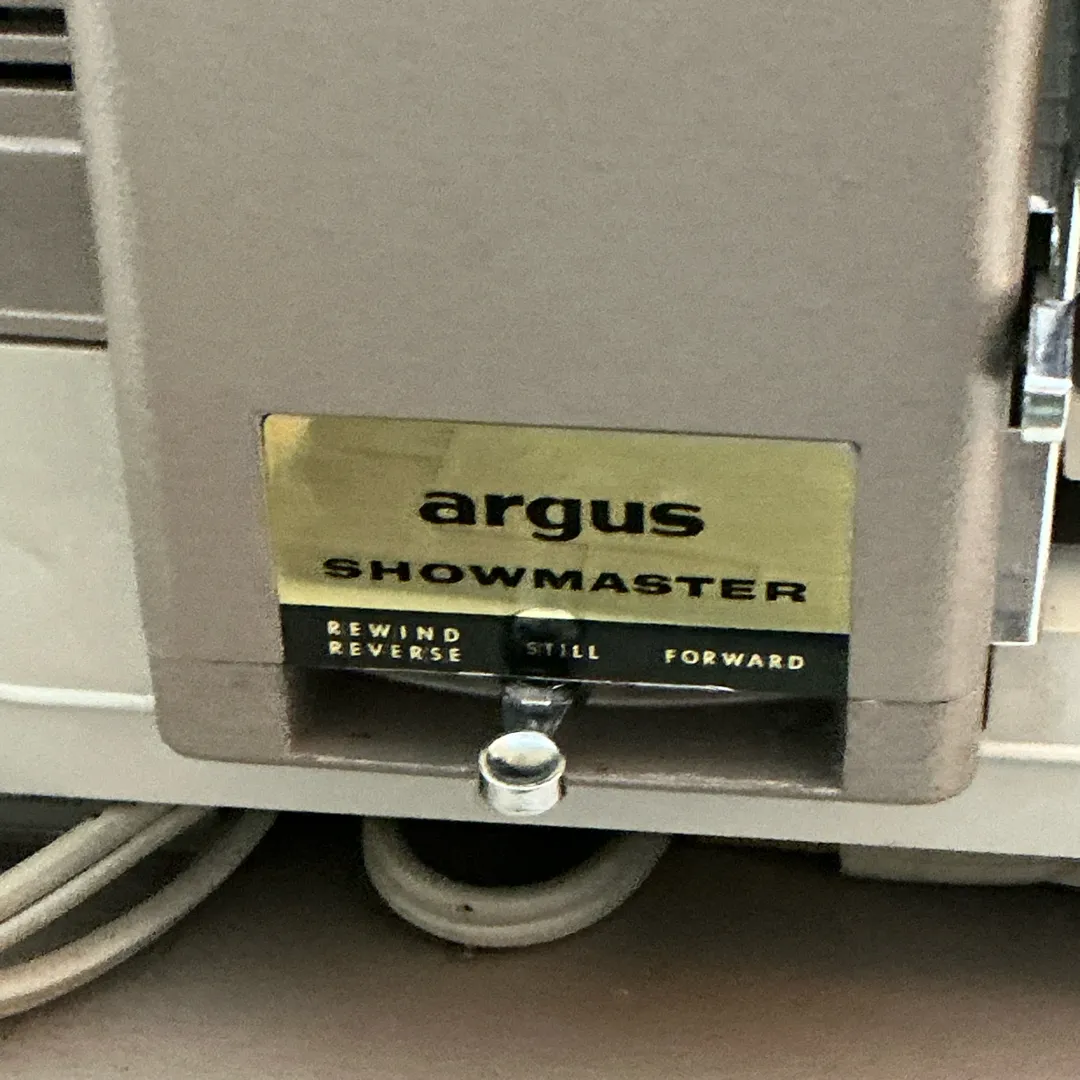 argus
SHOWMASTER
REWIND
REVERSE
STILL
FORWARD